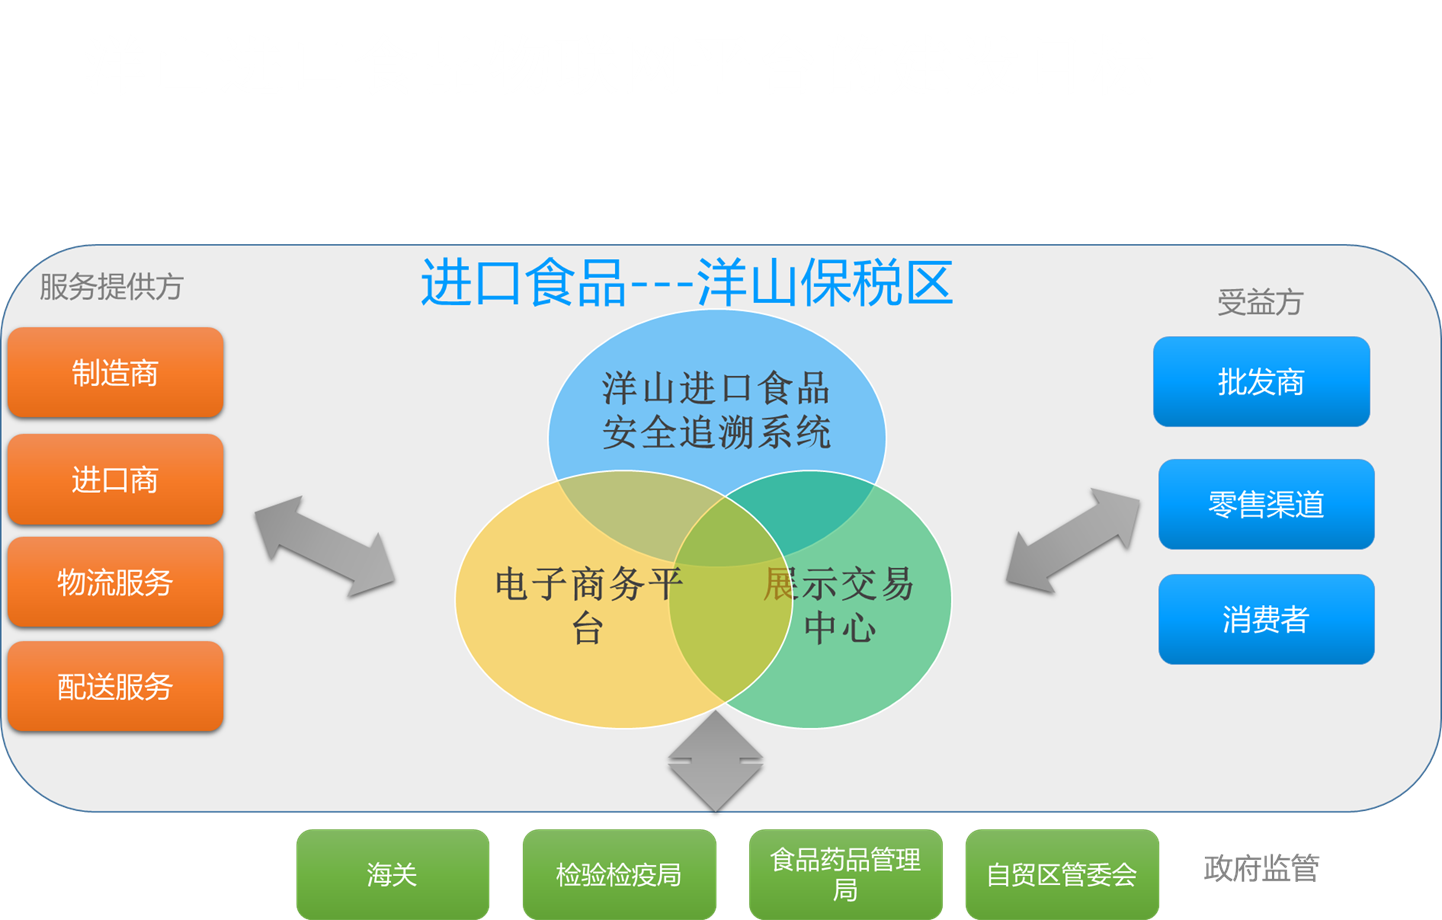 进口食品---洋山保税区
服务提供方
制造商
进口商
物流服务
配送服务
洋山进口食品
安全追溯系统
电子商务平
台
展示交易
中心
受益方
批发商
零售渠道
消费者
海关
检验检疫局
食品药品管理
局
自贸区管委会
政府监管